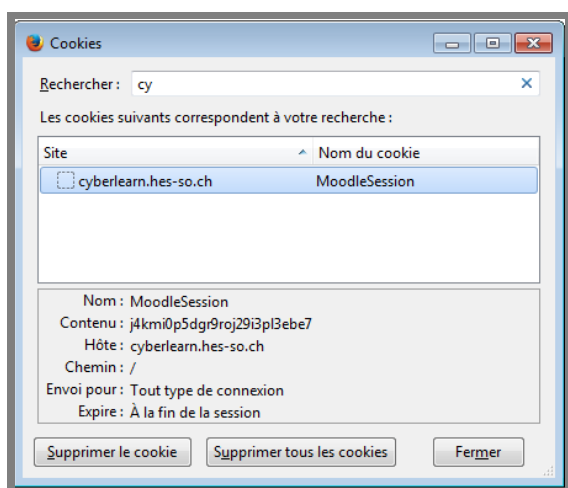 Cookies
Rechercher : cy
Les cookies suivants correspondent à votre recherche :
Site Nom du cookie
cyberlearn.hes-so.ch MoodleSession
Nom : MoodleSession
Contenu : j4kmi0p5dgr9roj29i3pl3ebe7
Hôte : cyberlearn.hes-so.ch
Chemin : /
Envoi pour : Tout type de connexion
Expire : À la fin de la session
Supprimer le cookie Supprimer tous les cookies Fermer